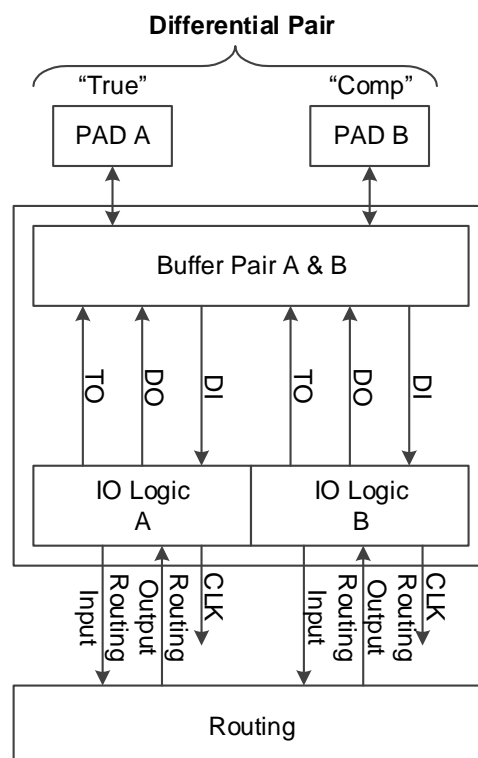 Differential Pair
“True”
“Comp”
PAD A
PAD B
Buffer Pair A & B
TO
DO
DI
TO
DO
DI
IO Logic
A
IO Logic
B
Routing
Input
Routing
Output
CLK
Routing
Input
Routing
Output
CLK
Routing